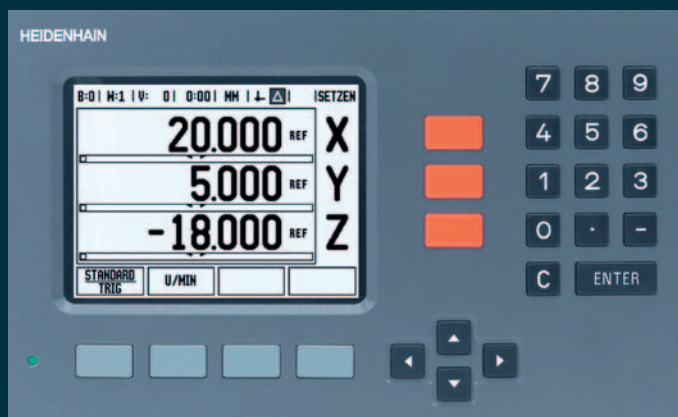 HEIDENHAIN
B:0 | W:1 | V: 0 | 0:00 | MM | | SETZEN
20.000 REF X
5.000 REF Y
-18.000 REF Z
STANDARD
TRIG
U/MIN
7 8 9
4 5 6
1 2 3
0 . -
C ENTER